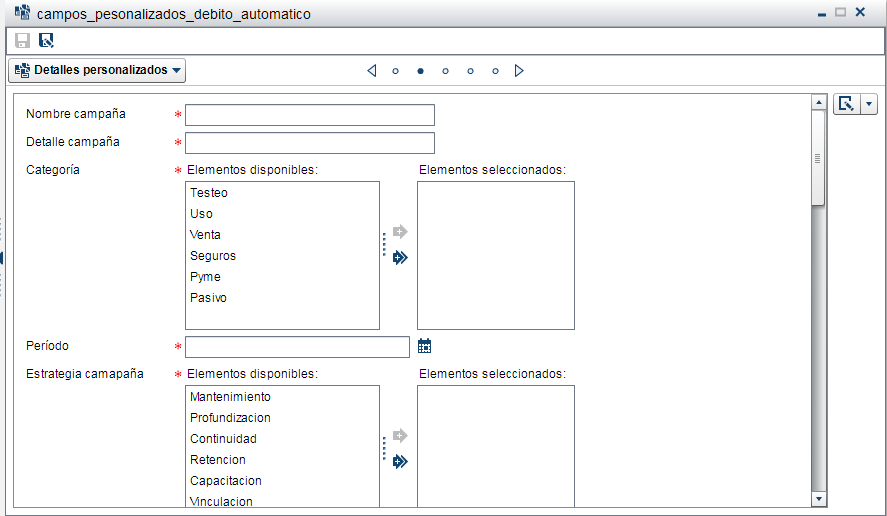 campos_pesonalizados_debito_automatico
Detalles personalizados
Nombre campaña *
Detalle campaña *
Categoría * Elementos disponibles: Elementos seleccionados:
Testeo
Uso
Venta
Seguros
Pyme
Pasivo
Período *
Estrategia camapaña * Elementos disponibles: Elementos seleccionados:
Mantenimiento
Profundizacion
Continuidad
Retencion
Capacitacion
Vinculacion